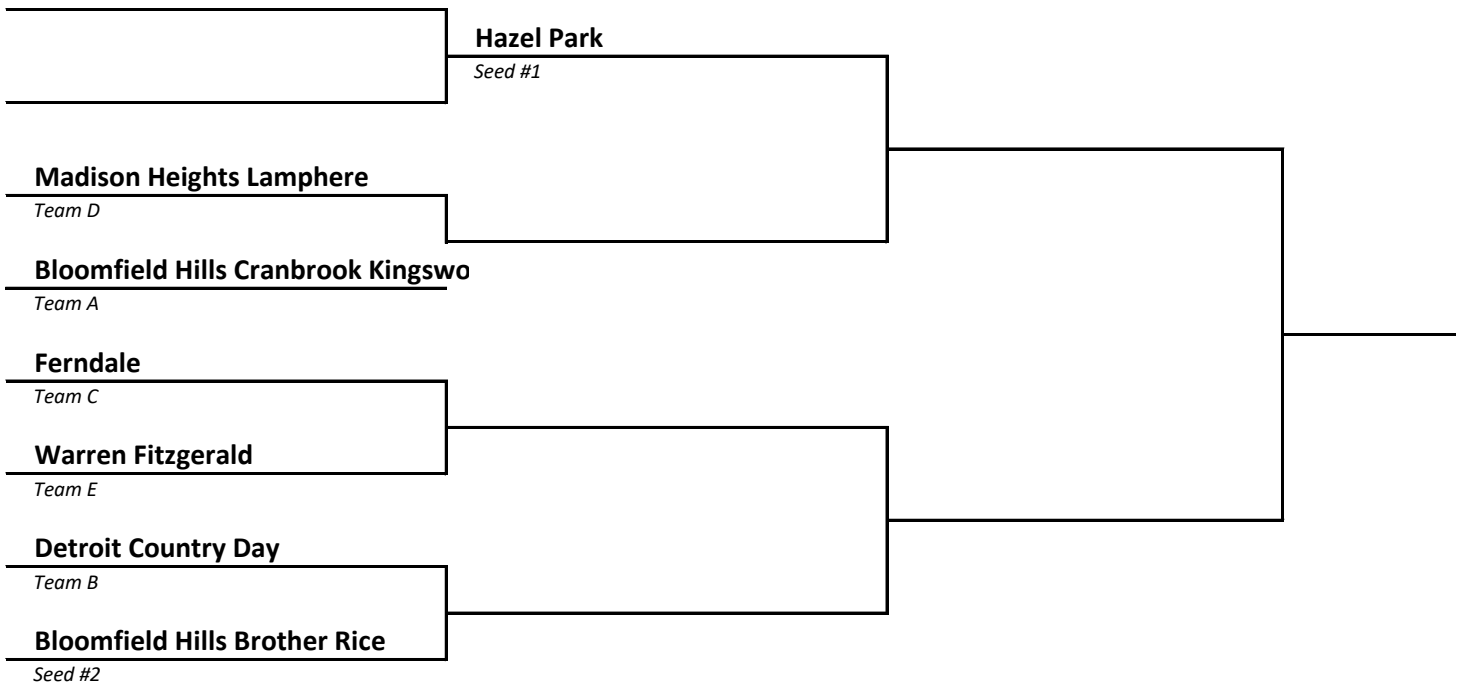 Hazel Park
Seed #1
Madison Heights Lamphere
Team D
Bloomfield Hills Cranbrook Kingswo
Team A
Ferndale
Team C
Warren Fitzgerald
Team E
Detroit Country Day
Team B
Bloomfield Hills Brother Rice
Seed #2